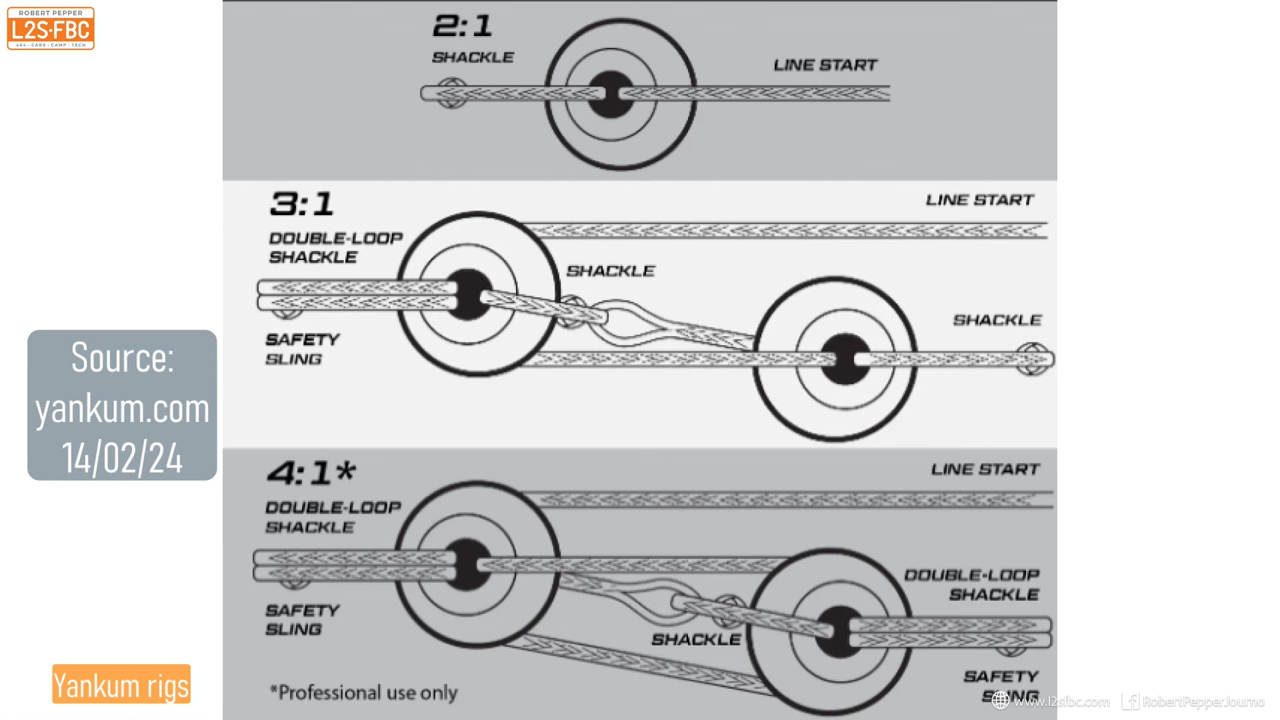 ROBERT PEPPER
L2S·FBC
4X4 · CARS · CAMP · TECH
2:1
SHACKLE
LINE START
3:1
LINE START
DOUBLE-LOOP
SHACKLE
SHACKLE
SHACKLE
SAFETY
SLING
Source:
yankum.com
14/02/24
4:1*
LINE START
DOUBLE-LOOP
SHACKLE
DOUBLE-LOOP
SHACKLE
SAFETY
SLING
SHACKLE
SAFETY
SLING
*Professional use only
Yankum rigs
www.l2sfbc.com
RobertPepperJourno